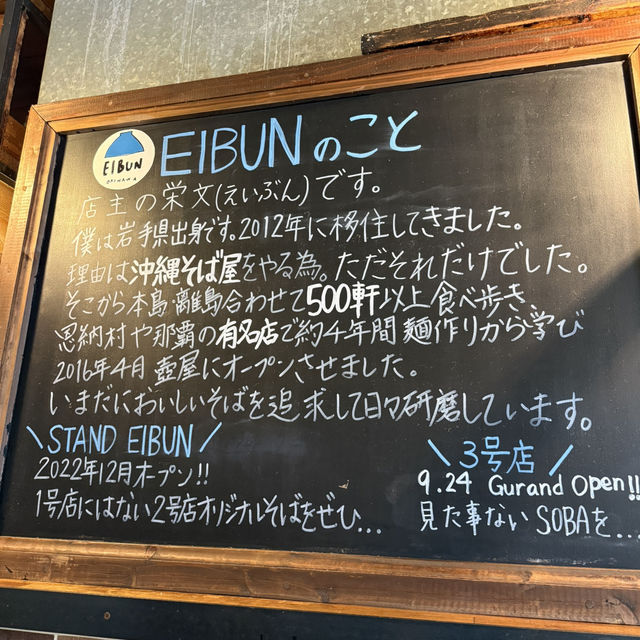 EIBUN
OKINAWA
EIBUNのこと
店主の栄文(えいぶん)です。
僕は岩手県出身です。2012年に移住してきました。
理由は沖縄そば屋をやる為。ただそれだけでした。
そこから本島・離島合わせて500軒以上食べ歩き、
恩納村や那覇の有名店で約4年間麺作りから学び
2016年4月 壺屋にオープンさせました。
いまだにおいしいそばを追求して日々研磨しています。
\STAND EIBUN/
2022年12月オープン!!
1号店にはない2号店オリジナルそばをぜひ...
\3号店/
9.24 Gurand Open!!
見た事ないSOBAを...